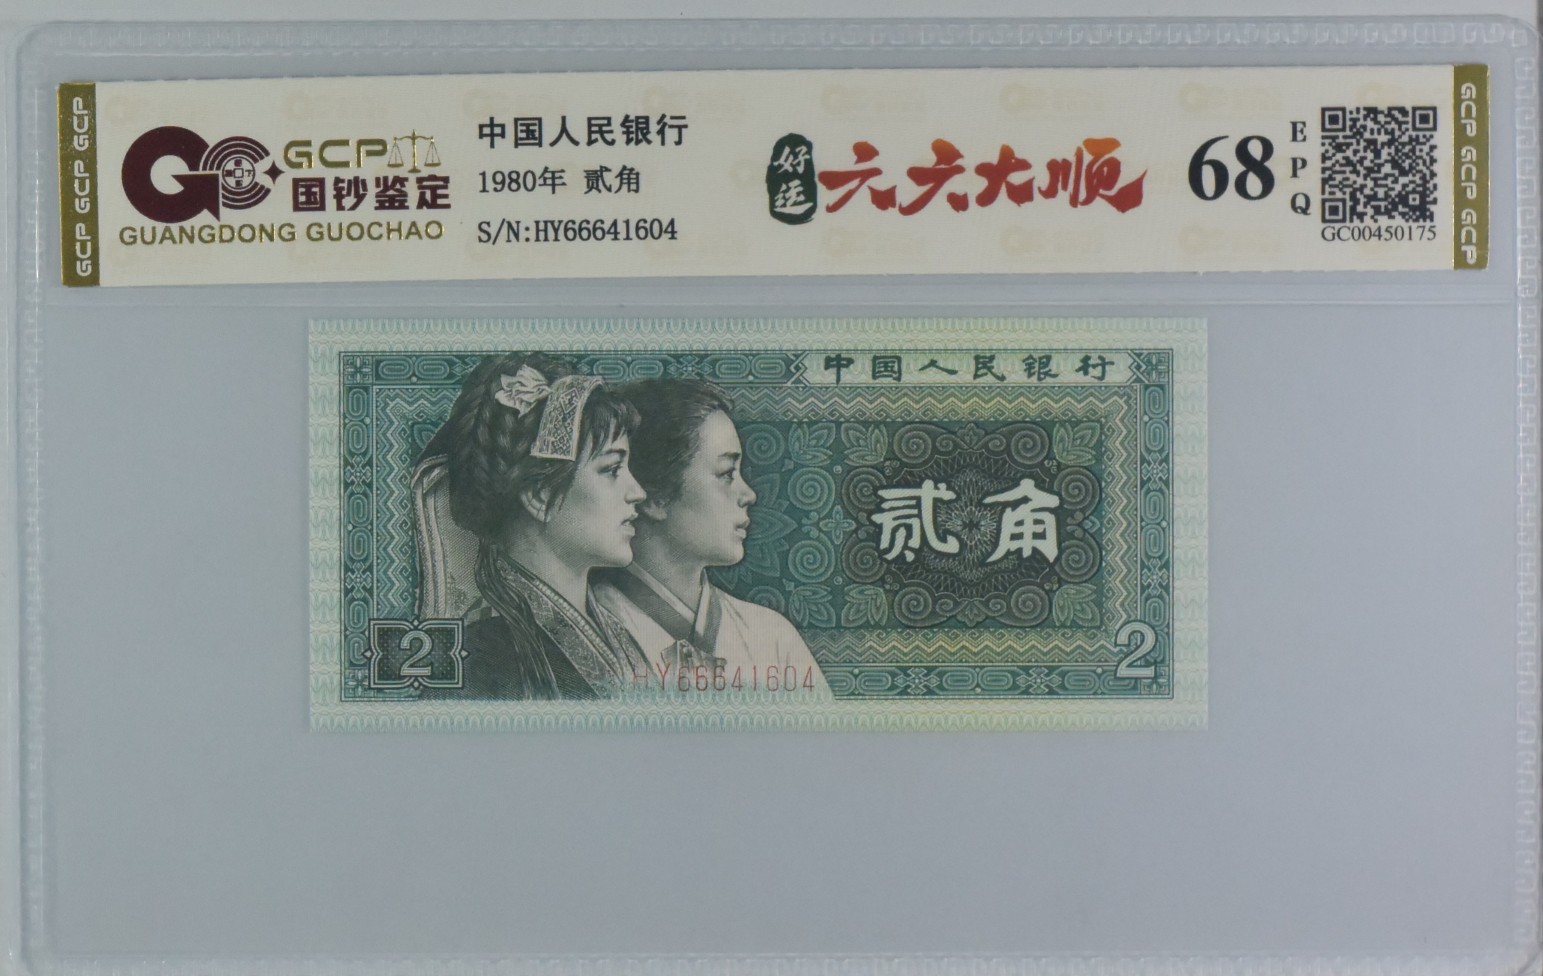 GCP GCP GCP
GCP
国钞鉴定
GUANGDONG GUOCHAO
中国人民银行
1980年 贰角
S/N:HY66641604
好运
六六大顺
68
EPQ
GC00450175
GCP GCP GCP
中国人民银行
贰角
2
HY66641604
2